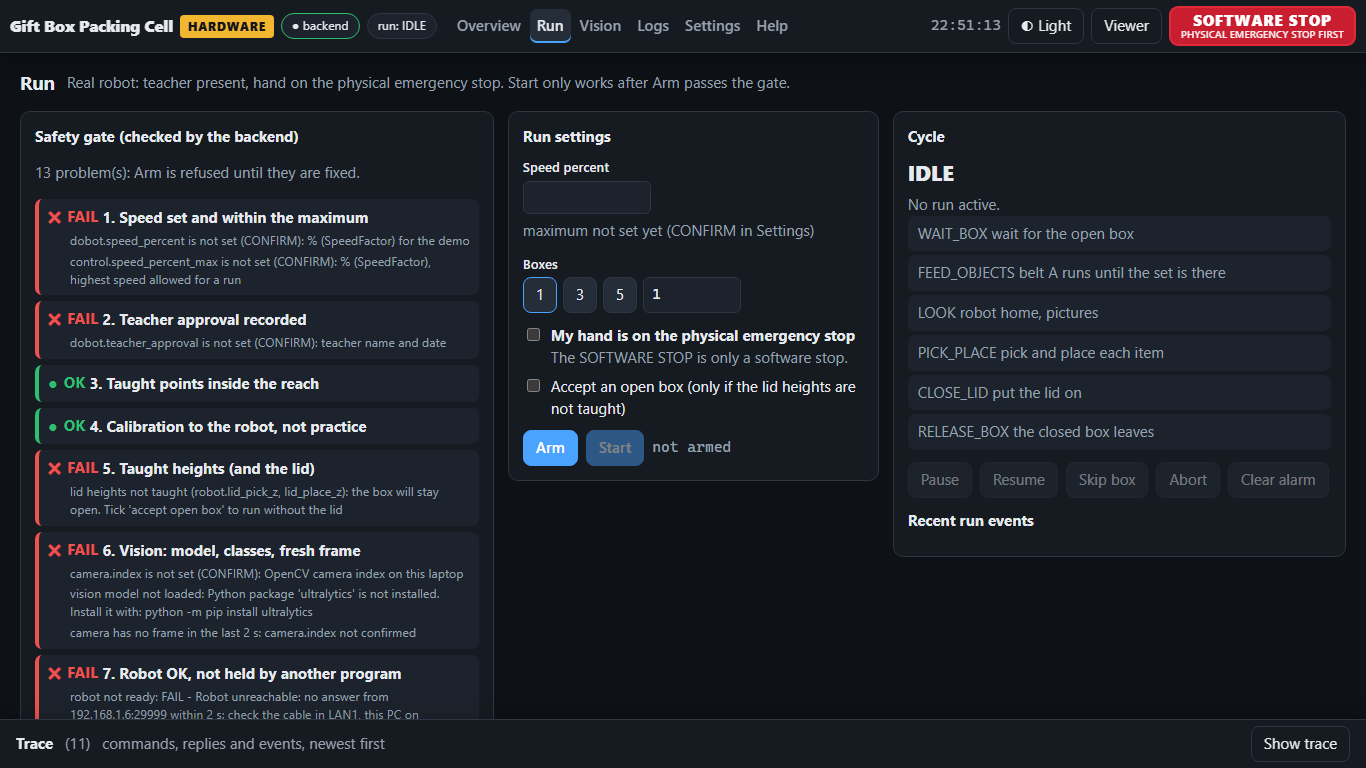 Gift Box Packing Cell HARDWARE ● backend run: IDLE Overview Run Vision Logs Settings Help 22:51:13 Light Viewer SOFTWARE STOP
PHYSICAL EMERGENCY STOP FIRST
Run Real robot: teacher present, hand on the physical emergency stop. Start only works after Arm passes the gate.
Safety gate (checked by the backend)
13 problem(s): Arm is refused until they are fixed.
FAIL 1. Speed set and within the maximum
dobot.speed_percent is not set (CONFIRM): % (SpeedFactor) for the demo
control.speed_percent_max is not set (CONFIRM): % (SpeedFactor),
highest speed allowed for a run
FAIL 2. Teacher approval recorded
dobot.teacher_approval is not set (CONFIRM): teacher name and date
OK 3. Taught points inside the reach
OK 4. Calibration to the robot, not practice
FAIL 5. Taught heights (and the lid)
lid heights not taught (robot.lid_pick_z, lid_place_z): the box will stay
open. Tick 'accept open box' to run without the lid
FAIL 6. Vision: model, classes, fresh frame
camera.index is not set (CONFIRM): OpenCV camera index on this laptop
vision model not loaded: Python package 'ultralytics' is not installed.
Install it with: python -m pip install ultralytics
camera has no frame in the last 2 s: camera.index not confirmed
FAIL 7. Robot OK, not held by another program
robot not ready: FAIL - Robot unreachable: no answer from
192.168.1.6:29999 within 2 s: check the cable in LAN1, this PC on
Run settings
Speed percent
maximum not set yet (CONFIRM in Settings)
Boxes
1 3 5 1
My hand is on the physical emergency stop
The SOFTWARE STOP is only a software stop.
Accept an open box (only if the lid heights are
not taught)
Arm Start not armed
Cycle
IDLE
No run active.
WAIT_BOX wait for the open box
FEED_OBJECTS belt A runs until the set is there
LOOK robot home, pictures
PICK_PLACE pick and place each item
CLOSE_LID put the lid on
RELEASE_BOX the closed box leaves
Pause Resume Skip box Abort Clear alarm
Recent run events
Trace (11) commands, replies and events, newest first Show trace